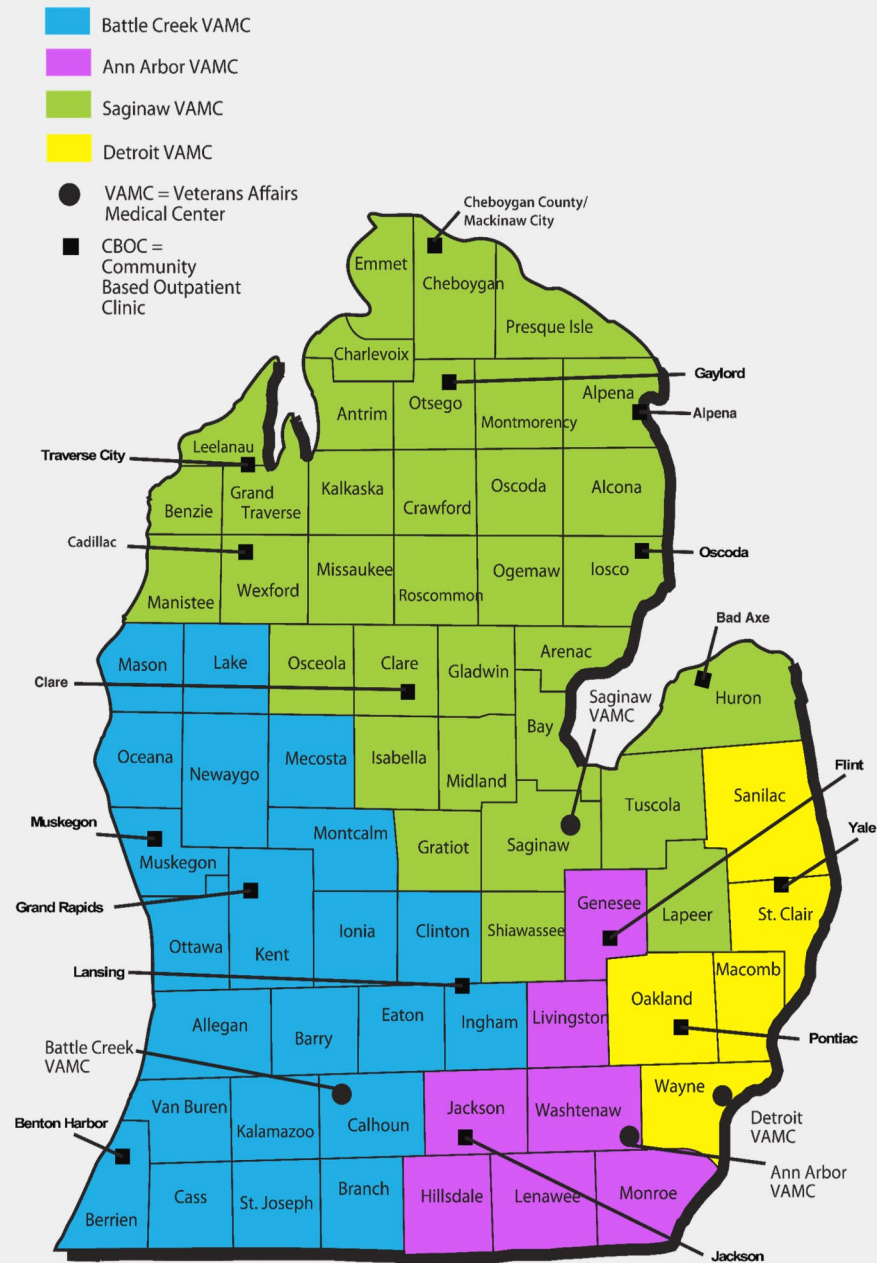 Battle Creek VAMC
Ann Arbor VAMC
Saginaw VAMC
Detroit VAMC
VAMC = Veterans Affairs
Medical Center
CBOC =
Community
Based Outpatient
Clinic
Cheboygan County/
Mackinaw City
Emmet
Cheboygan
Presque Isle
Charlevoix
Gaylord
Alpena
Otsego
Antrim
Montmorency
Alpena
Leelanau
Traverse City
Grand
Traverse
Kalkaska
Oscoda
Alcona
Benzie
Crawford
Cadillac
Oscoda
Missaukee
Ogemaw
Iosco
Wexford
Manistee
Roscommon
Bad Axe
Mason
Lake
Osceola
Clare
Gladwin
Arenac
Clare
Saginaw
VAMC
Huron
Bay
Oceana
Newaygo
Mecosta
Isabella
Midland
Flint
Tuscola
Sanilac
Muskegon
Montcalm
Yale
Muskegon
Gratiot
Saginaw
Grand Rapids
Genesee
Lapeer
St. Clair
Ottawa
Kent
Ionia
Clinton
Shiawassee
Lansing
Macomb
Oakland
Allegan
Barry
Eaton
Ingham
Livingston
Pontiac
Battle Creek
VAMC
Wayne
Van Buren
Kalamazoo
Calhoun
Jackson
Washtenaw
Detroit
VAMC
Benton Harbor
Ann Arbor
VAMC
Berrien
Cass
St. Joseph
Branch
Hillsdale
Lenawee
Monroe
Jackson